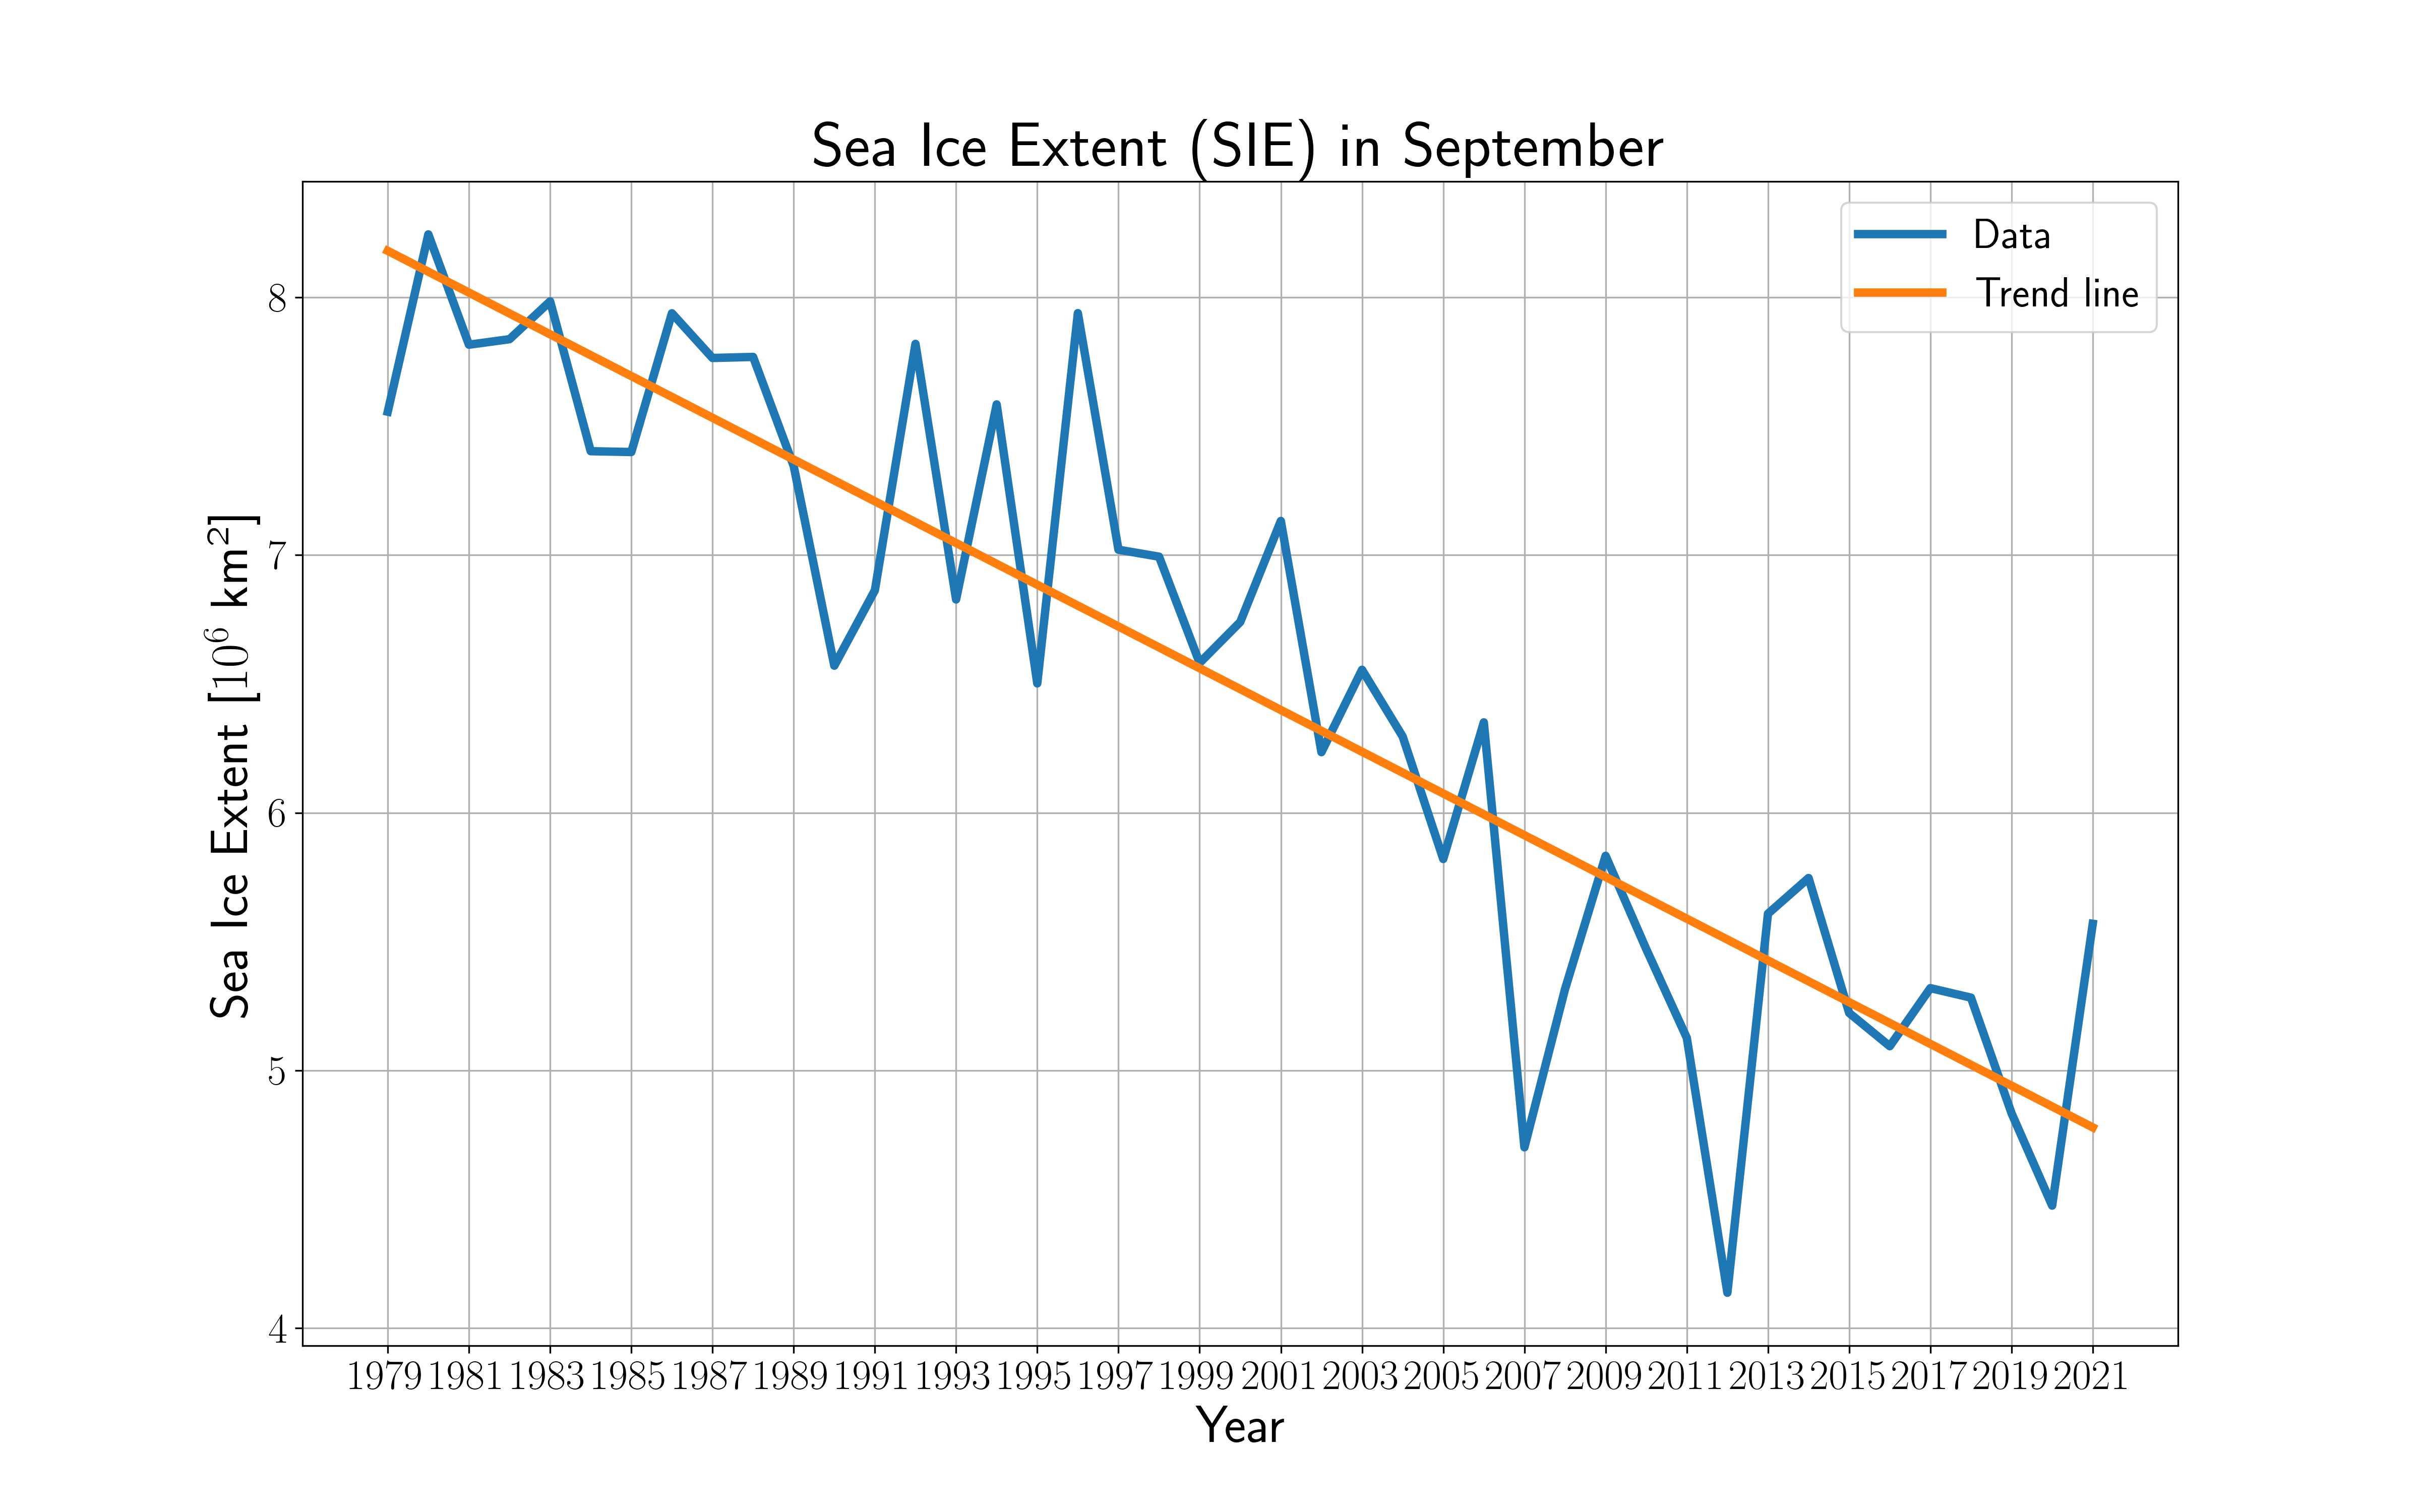 Sea Ice Extent (SIE) in September
Data
Trend line
Sea Ice Extent [10⁶ km²]
8
7
6
5
4
1979 1981 1983 1985 1987 1989 1991 1993 1995 1997 1999 2001 2003 2005 2007 2009 2011 2013 2015 2017 2019 2021
Year